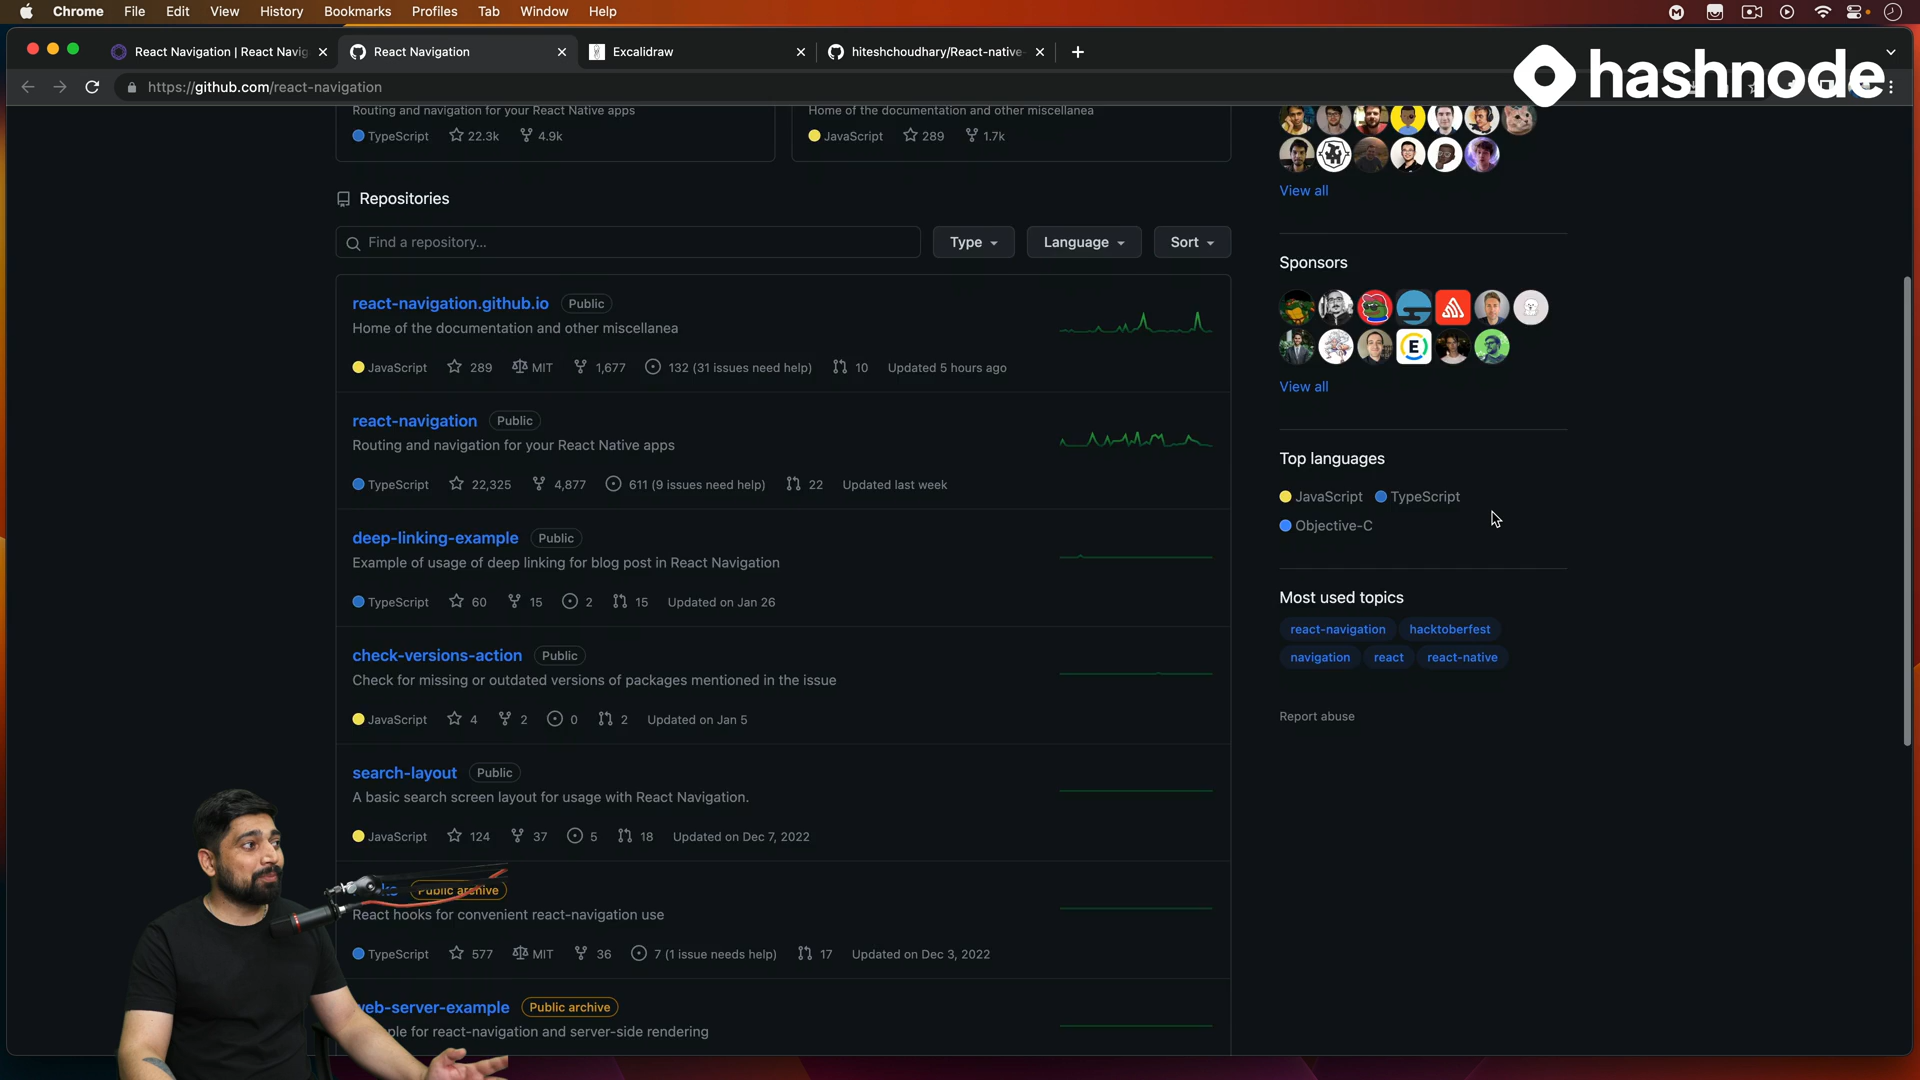 Chrome File Edit View History Bookmarks Profiles Tab Window Help
React Navigation | React Navig
React Navigation
Excalidraw
hiteshchoudhary/React-native-
hashnode
https://github.com/react-navigation
Routing and navigation for your React Native apps
TypeScript 22.3k 4.9k
Home of the documentation and other miscellanea
JavaScript 289 1.7k
View all
Repositories
Find a repository...
Type
Language
Sort
react-navigation.github.io Public
Home of the documentation and other miscellanea
JavaScript 289 MIT 1,677 132 (31 issues need help) 10 Updated 5 hours ago
react-navigation Public
Routing and navigation for your React Native apps
TypeScript 22,325 4,877 611 (9 issues need help) 22 Updated last week
deep-linking-example Public
Example of usage of deep linking for blog post in React Navigation
TypeScript 60 15 2 15 Updated on Jan 26
check-versions-action Public
Check for missing or outdated versions of packages mentioned in the issue
JavaScript 4 2 0 2 Updated on Jan 5
search-layout Public
A basic search screen layout for usage with React Navigation.
JavaScript 124 37 5 18 Updated on Dec 7, 2022
Public archive
React hooks for convenient react-navigation use
TypeScript 577 MIT 36 7 (1 issue needs help) 17 Updated on Dec 3, 2022
web-server-example Public archive
for react-navigation and server-side rendering
Sponsors
E
View all
Top languages
JavaScript TypeScript
Objective-C
Most used topics
react-navigation hacktoberfest
navigation react react-native
Report abuse